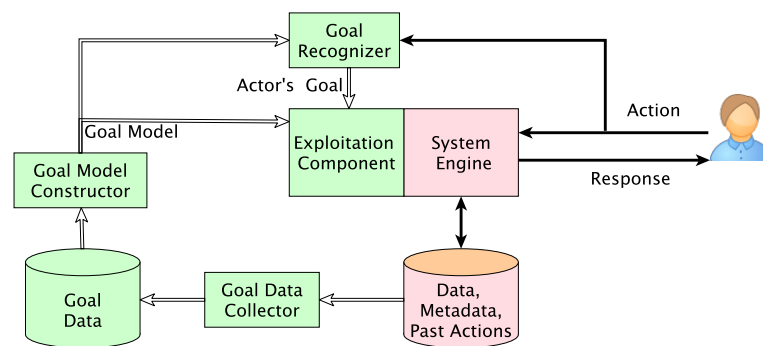 Goal
Recognizer
Actor's Goal
Action
Goal Model
Exploitation
Component
System
Engine
Goal Model
Constructor
Response
Goal
Data
Goal Data
Collector
Data,
Metadata,
Past Actions